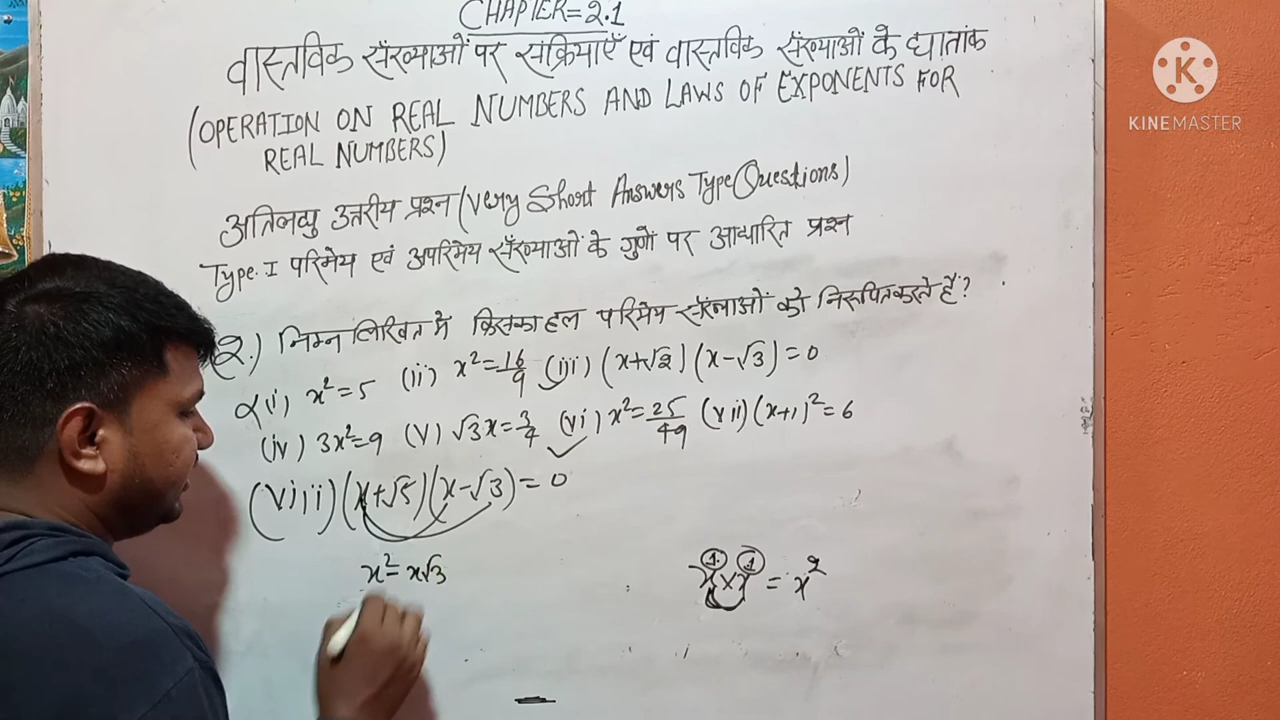 CHAPTER=2.1
वास्तविक सँख्याओं पर संक्रियाएँ एवं वास्तविक सँख्याओं के घातांक
(OPERATION ON REAL NUMBERS AND LAWS OF EXPONENTS FOR
REAL NUMBERS)
अतिलघु उत्तरीय प्रश्न (Very Short Answers Type Questions)
Type-I परिमेय एवं अपरिमेय सँख्याओं के गुणों पर आधारित प्रश्न
2.) निम्न लिखित में किसका हल परिमेय सँख्याओं को निरूपित करते हैं?
(i) x²=5 (ii) x²=16/9 (iii) (x+√2)(x-√3)=0
(iv) 3x²=9 (v) √3x=3/4 (vi) x²=25/49 (vii) (x+1)²=6
(viii) (x+√5)(x-√3)=0
x²-x√3
x¹×x¹=x²
KINEMASTER